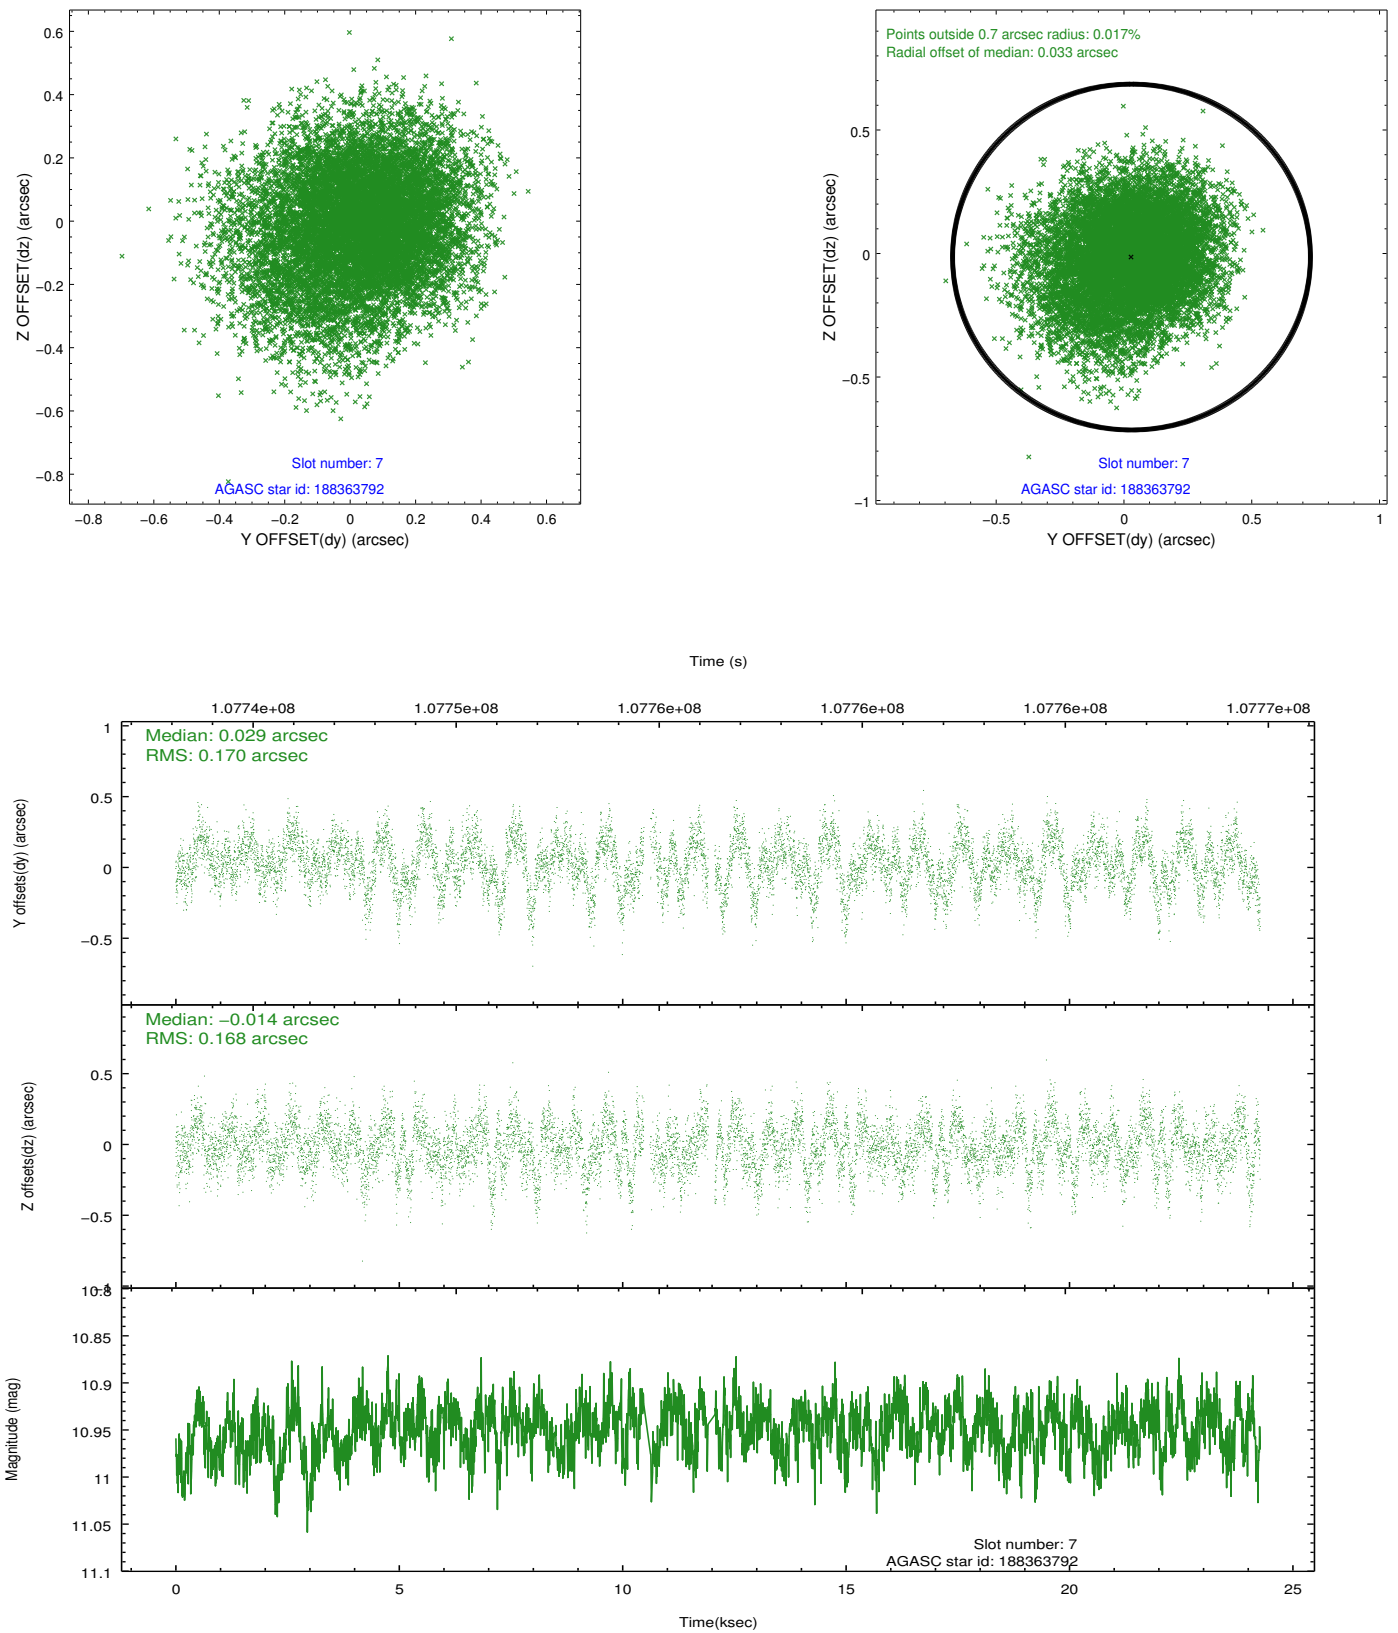 0.6
0.4
0.2
0
−0.2
−0.4
−0.6
−0.8
Z OFFSET(dz) (arcsec)
Slot number: 7
AGASC star id: 188363792
−0.8 −0.6 −0.4 −0.2 0 0.2 0.4 0.6
Y OFFSET(dy) (arcsec)
Points outside 0.7 arcsec radius: 0.017%
Radial offset of median: 0.033 arcsec
0.5
0
−0.5
−1
Z OFFSET(dz) (arcsec)
Slot number: 7
AGASC star id: 188363792
−0.5 0 0.5 1
Y OFFSET(dy) (arcsec)
Time (s)
1.0774e+08 1.0775e+08 1.0776e+08 1.0776e+08 1.0776e+08 1.0777e+08
Median: 0.029 arcsec
RMS: 0.170 arcsec
1
0.5
0
−0.5
Y offsets(dy) (arcsec)
Median: −0.014 arcsec
RMS: 0.168 arcsec
0.5
0
−0.5
Z offsets(dz) (arcsec)
10.8
10.85
10.9
10.95
11
11.05
11.1
Magnitude (mag)
Slot number: 7
AGASC star id: 188363792
0 5 10 15 20 25
Time(ksec)